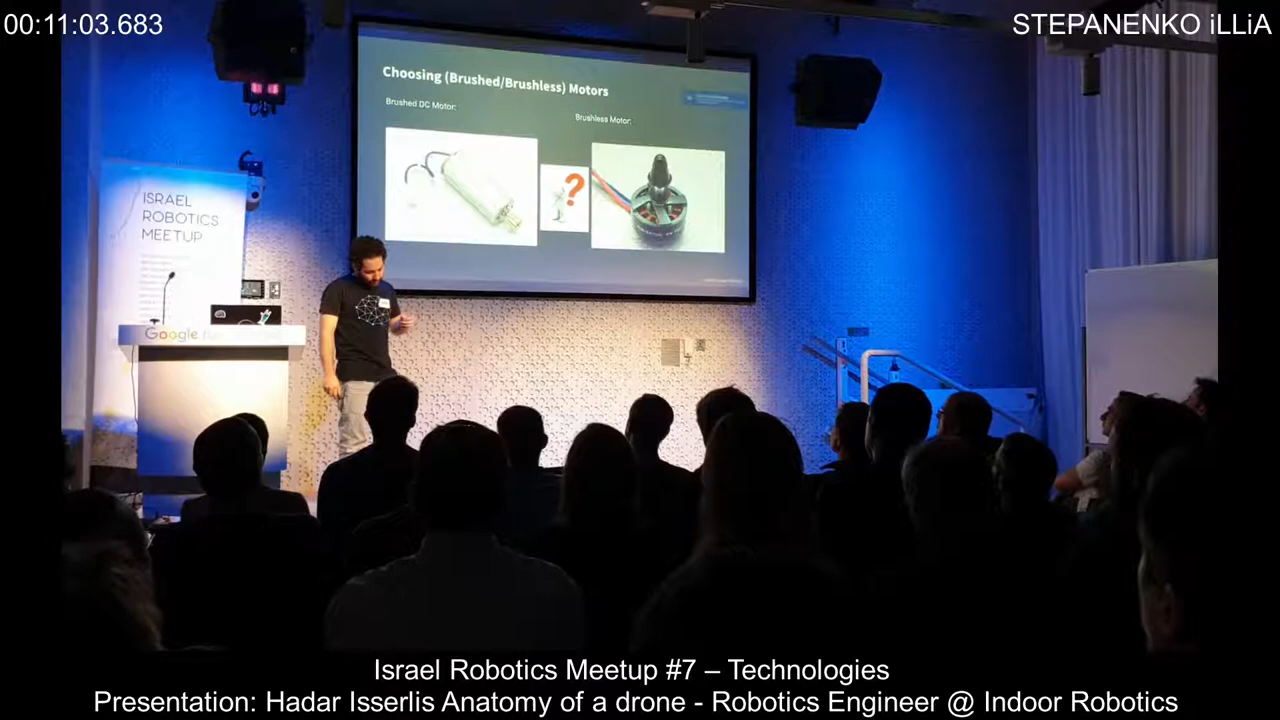 00:11:03.683
STEPANENKO iLLiA
Choosing (Brushed/Brushless) Motors
Brushed DC Motor:
Brushless Motor:
?
ISRAEL
ROBOTICS
MEETUP
Google
Israel Robotics Meetup #7 – Technologies
Presentation: Hadar Isserlis Anatomy of a drone - Robotics Engineer @ Indoor Robotics